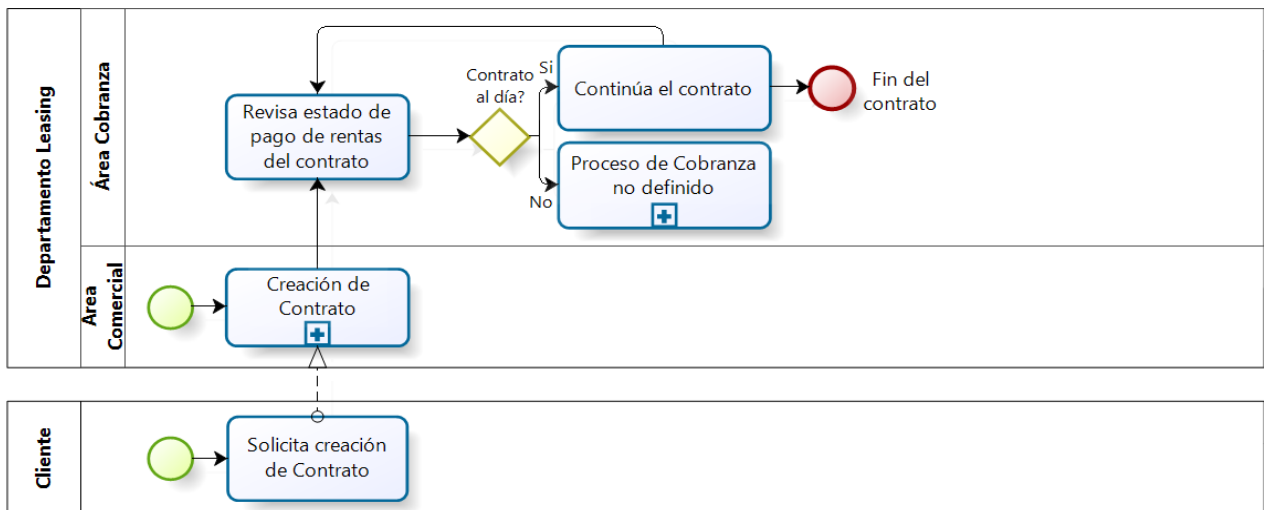 Departamento Leasing
Área Cobranza
Revisa estado de
pago de rentas
del contrato
Contrato
al día?
Si
No
Continúa el contrato
Proceso de Cobranza
no definido
Fin del
contrato
Area
Comercial
Creación de
Contrato
Cliente
Solicita creación
de Contrato